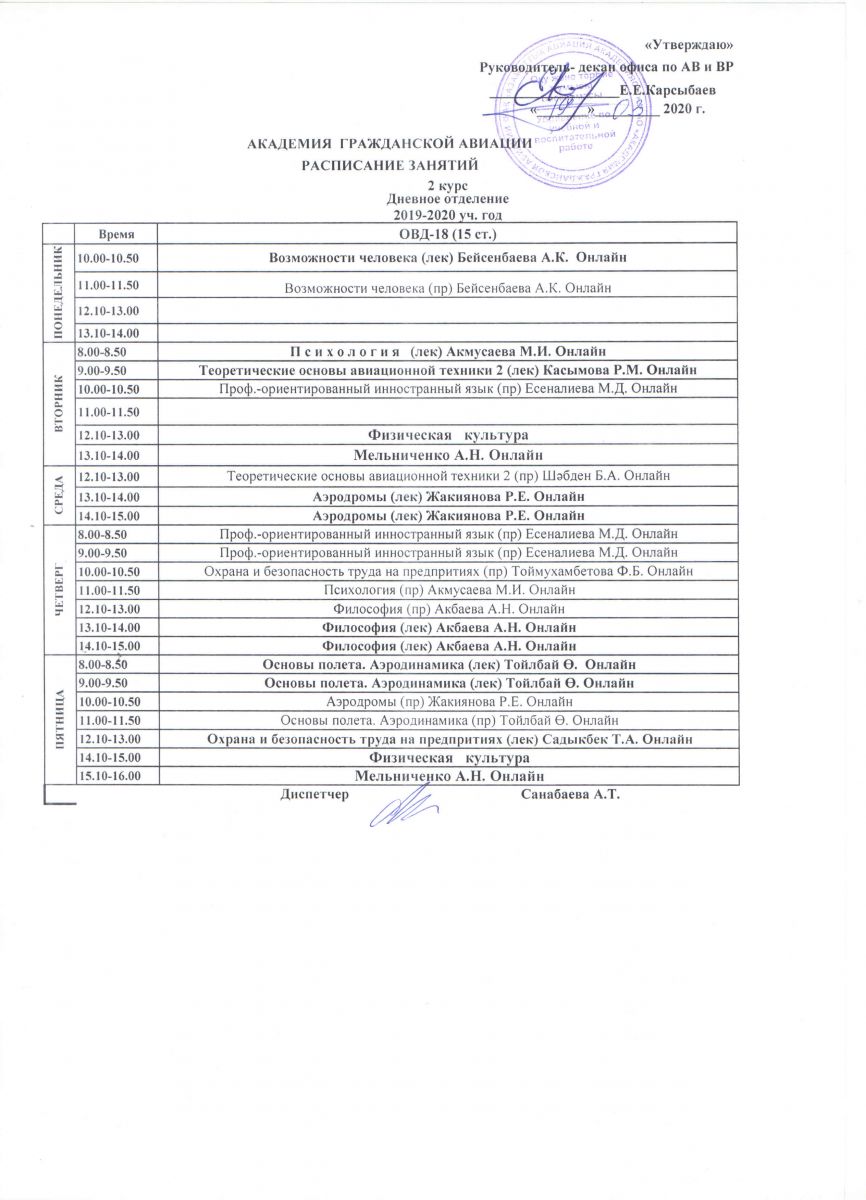 «Утверждаю»
Руководитель- декан офиса по АВ и ВР
Е.Е.Карсыбаев
« 19 » 03 2020 г.
учебной и
воспитательной
работе
АКАДЕМИЯ ГРАЖДАНСКОЙ АВИАЦИИ
РАСПИСАНИЕ ЗАНЯТИЙ
2 курс
Дневное отделение
2019-2020 уч. год
Время ОВД-18 (15 ст.)
ПОНЕДЕЛЬНИК
10.00-10.50 Возможности человека (лек) Бейсенбаева А.К. Онлайн
11.00-11.50 Возможности человека (пр) Бейсенбаева А.К. Онлайн
12.10-13.00
13.10-14.00
ВТОРНИК
8.00-8.50 П с и х о л о г и я (лек) Акмусаева М.И. Онлайн
9.00-9.50 Теоретические основы авиационной техники 2 (лек) Касымова Р.М. Онлайн
10.00-10.50 Проф.-ориентированный инностранный язык (пр) Есеналиева М.Д. Онлайн
11.00-11.50
12.10-13.00 Физическая культура
13.10-14.00 Мельниченко А.Н. Онлайн
СРЕДА
12.10-13.00 Теоретические основы авиационной техники 2 (пр) Шәбден Б.А. Онлайн
13.10-14.00 Аэродромы (лек) Жакиянова Р.Е. Онлайн
14.10-15.00 Аэродромы (лек) Жакиянова Р.Е. Онлайн
ЧЕТВЕРГ
8.00-8.50 Проф.-ориентированный инностранный язык (пр) Есеналиева М.Д. Онлайн
9.00-9.50 Проф.-ориентированный инностранный язык (пр) Есеналиева М.Д. Онлайн
10.00-10.50 Охрана и безопасность труда на предпритиях (пр) Тоймухамбетова Ф.Б. Онлайн
11.00-11.50 Психология (пр) Акмусаева М.И. Онлайн
12.10-13.00 Философия (пр) Акбаева А.Н. Онлайн
13.10-14.00 Философия (лек) Акбаева А.Н. Онлайн
14.10-15.00 Философия (лек) Акбаева А.Н. Онлайн
ПЯТНИЦА
8.00-8.50 Основы полета. Аэродинамика (лек) Тойлбай Ө. Онлайн
9.00-9.50 Основы полета. Аэродинамика (лек) Тойлбай Ө. Онлайн
10.00-10.50 Аэродромы (пр) Жакиянова Р.Е. Онлайн
11.00-11.50 Основы полета. Аэродинамика (пр) Тойлбай Ө. Онлайн
12.10-13.00 Охрана и безопасность труда на предпритиях (лек) Садыкбек Т.А. Онлайн
14.10-15.00 Физическая культура
15.10-16.00 Мельниченко А.Н. Онлайн
Диспетчер Санабаева А.Т.